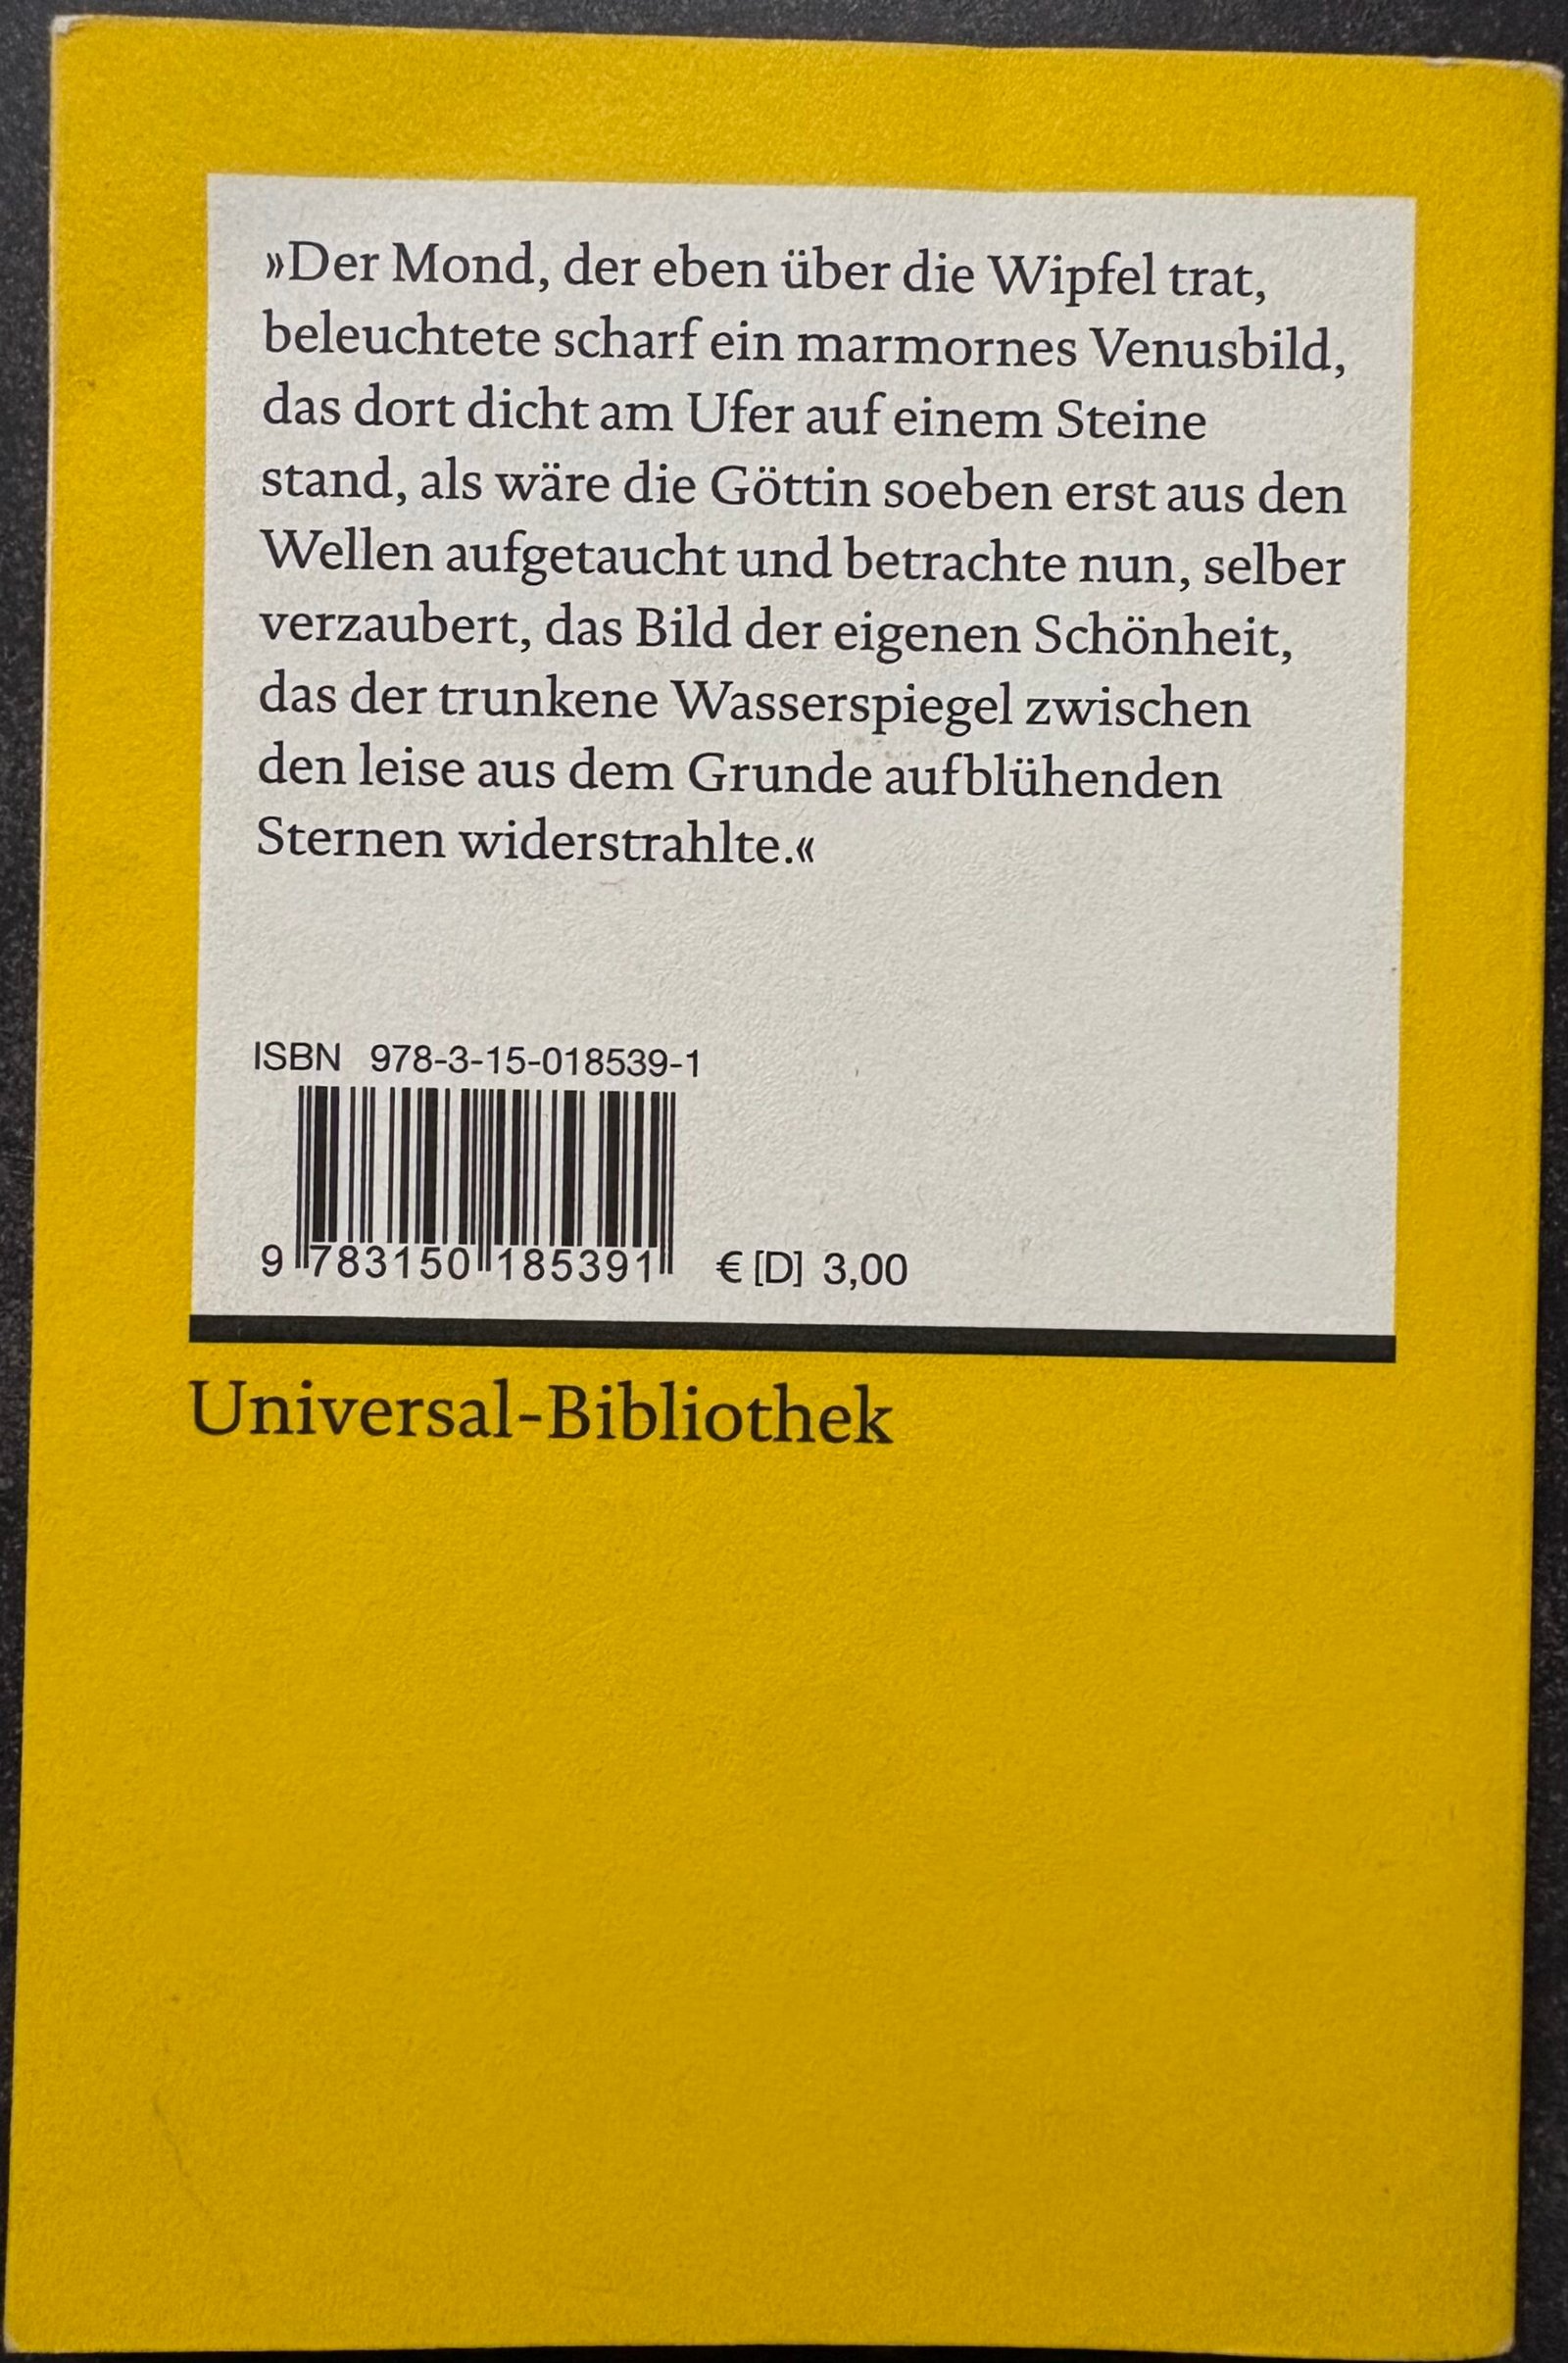 »Der Mond, der eben über die Wipfel trat,
beleuchtete scharf ein marmornes Venusbild,
das dort dicht am Ufer auf einem Steine
stand, als wäre die Göttin soeben erst aus den
Wellen aufgetaucht und betrachte nun, selber
verzaubert, das Bild der eigenen Schönheit,
das der trunkene Wasserspiegel zwischen
den leise aus dem Grunde aufblühenden
Sternen widerstrahlte.«
ISBN 978-3-15-018539-1
9 783150 185391 € [D] 3,00
Universal-Bibliothek